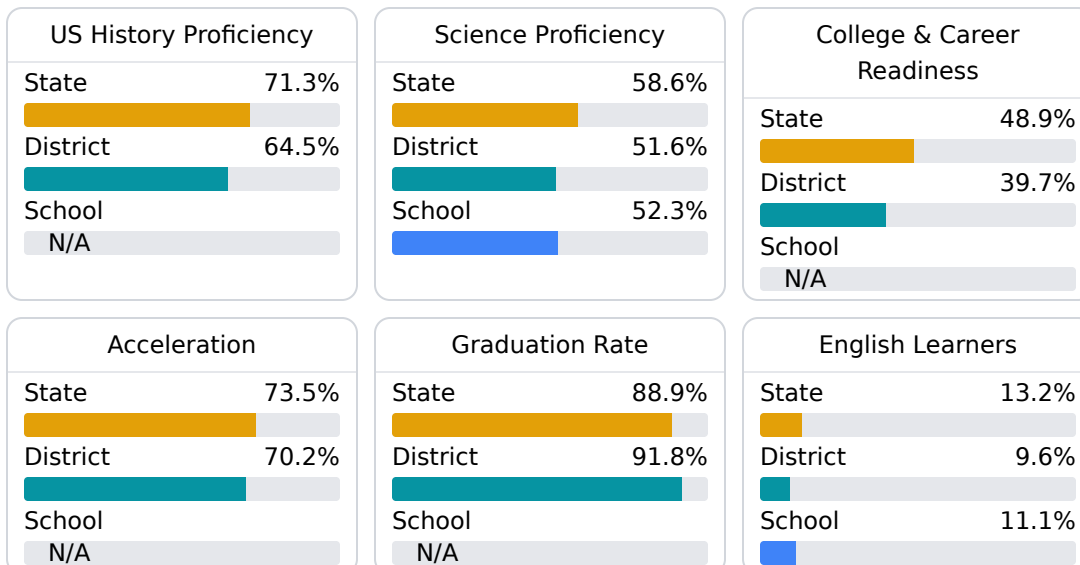 US History Proficiency
State 71.3%
District 64.5%
School
N/A
Science Proficiency
State 58.6%
District 51.6%
School 52.3%
College & Career
Readiness
State 48.9%
District 39.7%
School
N/A
Acceleration
State 73.5%
District 70.2%
School
N/A
Graduation Rate
State 88.9%
District 91.8%
School
N/A
English Learners
State 13.2%
District 9.6%
School 11.1%